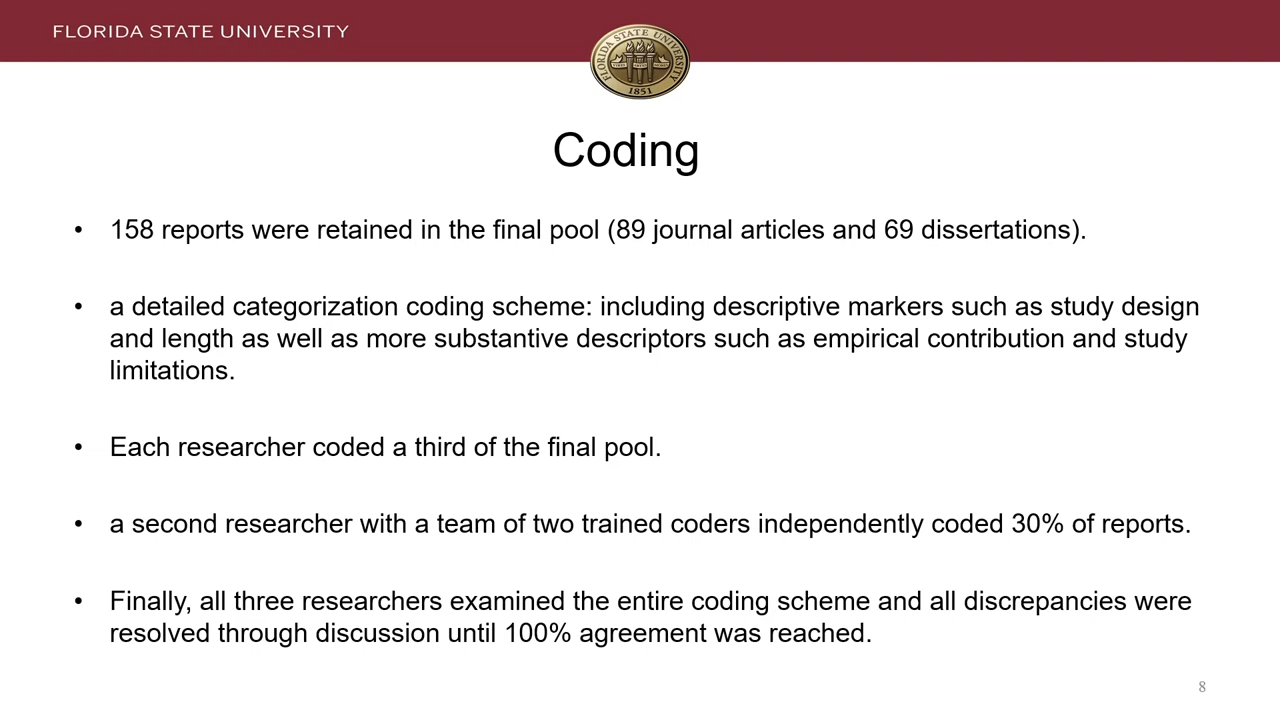 FLORIDA STATE UNIVERSITY
FLORIDA STATE UNIVERSITY
1851
Coding
• 158 reports were retained in the final pool (89 journal articles and 69 dissertations).
• a detailed categorization coding scheme: including descriptive markers such as study design
and length as well as more substantive descriptors such as empirical contribution and study
limitations.
• Each researcher coded a third of the final pool.
• a second researcher with a team of two trained coders independently coded 30% of reports.
• Finally, all three researchers examined the entire coding scheme and all discrepancies were
resolved through discussion until 100% agreement was reached.
8